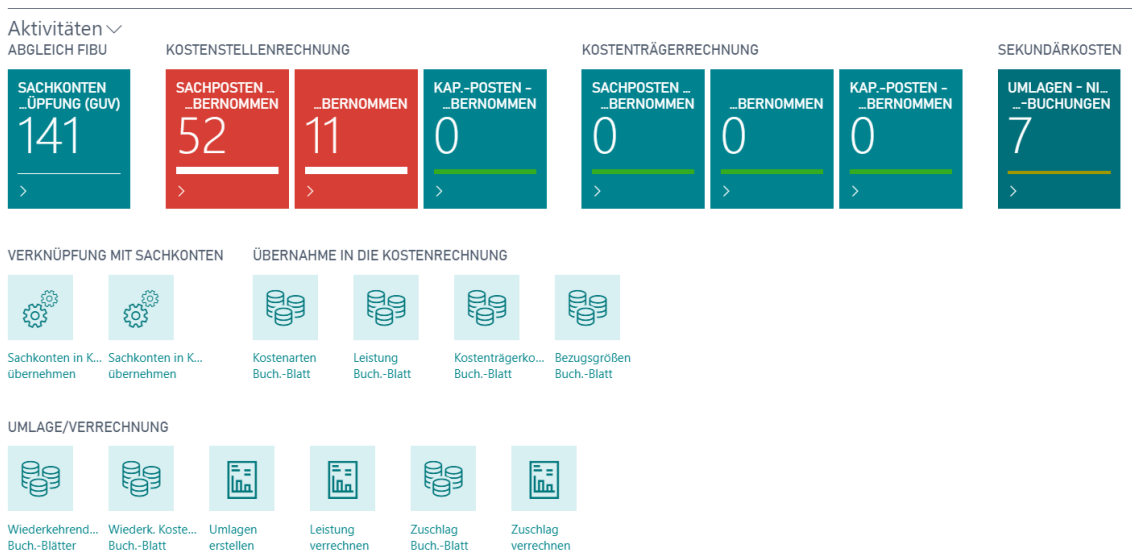 Aktivitäten
ABGLEICH FIBU KOSTENSTELLENRECHNUNG KOSTENTRÄGERRECHNUNG SEKUNDÄRKOSTEN
SACHKONTEN SACHPOSTEN ... KAP.-POSTEN - SACHPOSTEN ... KAP.-POSTEN - UMLAGEN - NI...
...ÜPFUNG (GUV) ...BERNOMMEN ...BERNOMMEN ...BERNOMMEN ...BERNOMMEN ...BERNOMMEN ...BERNOMMEN ...-BUCHUNGEN
141 52 11 0 0 0 0 7
VERKNÜPFUNG MIT SACHKONTEN ÜBERNAHME IN DIE KOSTENRECHNUNG
Sachkonten in K... Sachkonten in K... Kostenarten Leistung Kostenträgerko... Bezugsgrößen
übernehmen übernehmen Buch.-Blatt Buch.-Blatt Buch.-Blatt Buch.-Blatt
UMLAGE/VERRECHNUNG
Wiederkehrend... Wiederk. Koste... Umlagen Leistung Zuschlag Zuschlag
Buch.-Blätter Buch.-Blatt erstellen verrechnen Buch.-Blatt verrechnen